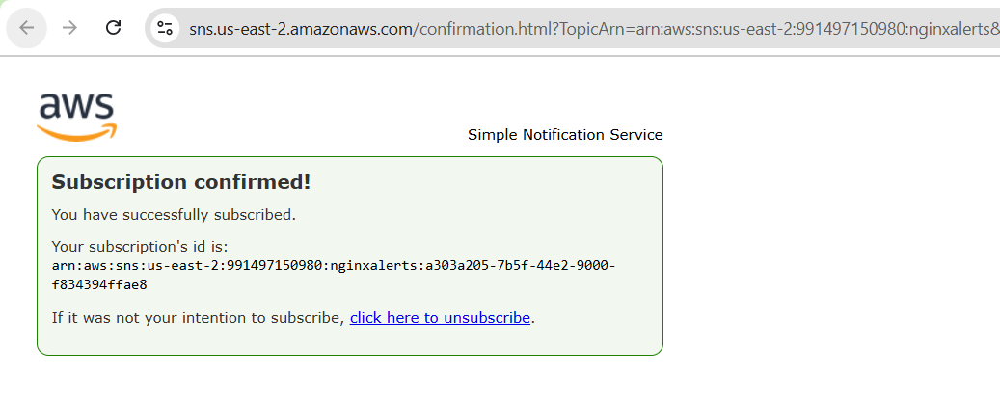 sns.us-east-2.amazonaws.com/confirmation.html?TopicArn=arn:aws:sns:us-east-2:991497150980:nginxalerts&
aws
Simple Notification Service
Subscription confirmed!
You have successfully subscribed.
Your subscription's id is:
arn:aws:sns:us-east-2:991497150980:nginxalerts:a303a205-7b5f-44e2-9000-
f834394ffae8
If it was not your intention to subscribe, click here to unsubscribe.